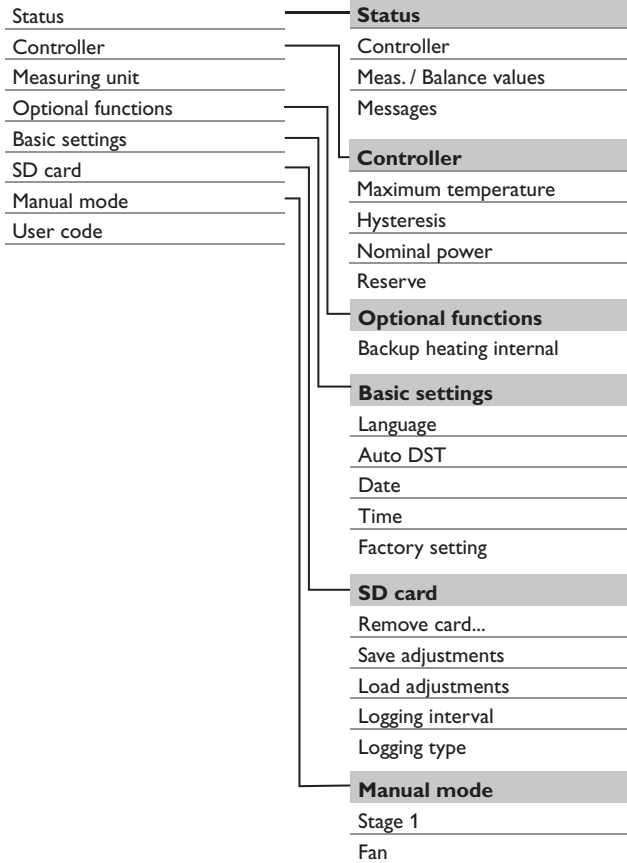 Status
Controller
Measuring unit
Optional functions
Basic settings
SD card
Manual mode
User code
Status
Controller
Meas. / Balance values
Messages
Controller
Maximum temperature
Hysteresis
Nominal power
Reserve
Optional functions
Backup heating internal
Basic settings
Language
Auto DST
Date
Time
Factory setting
SD card
Remove card...
Save adjustments
Load adjustments
Logging interval
Logging type
Manual mode
Stage 1
Fan